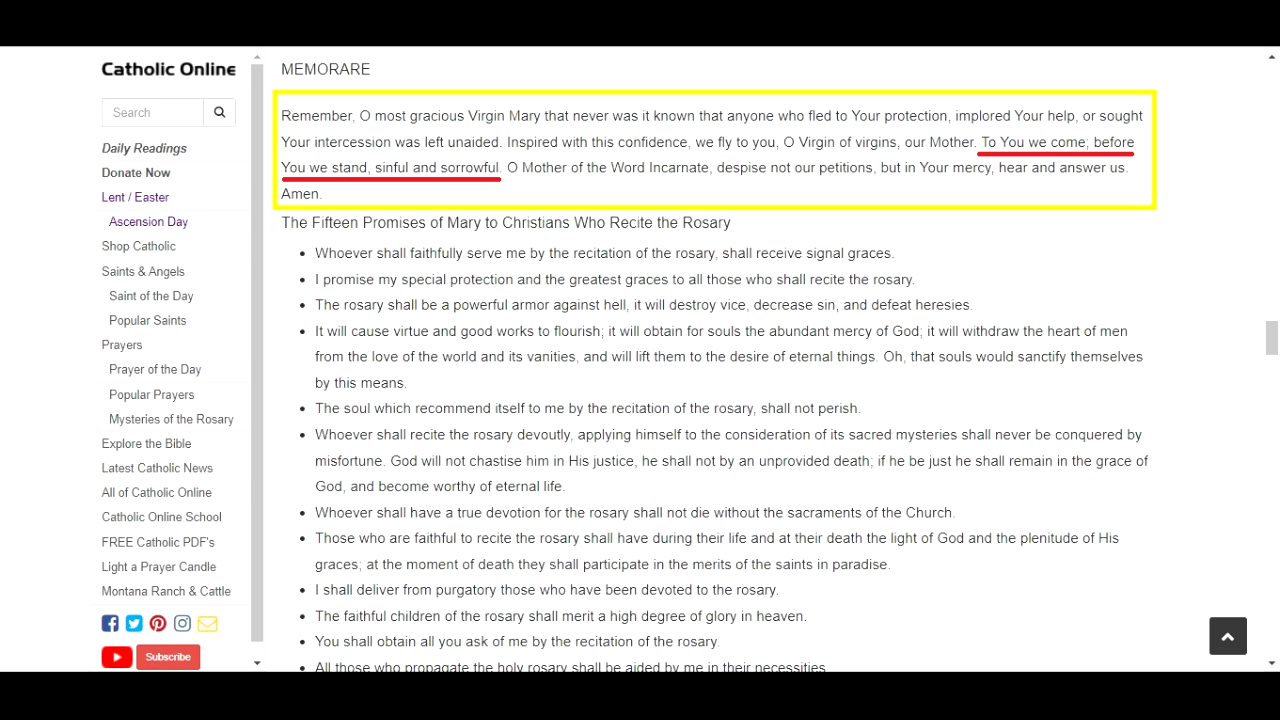 Catholic Online
Search
Daily Readings
Donate Now
Lent / Easter
Ascension Day
Shop Catholic
Saints & Angels
Saint of the Day
Popular Saints
Prayers
Prayer of the Day
Popular Prayers
Mysteries of the Rosary
Explore the Bible
Latest Catholic News
All of Catholic Online
Catholic Online School
FREE Catholic PDF's
Light a Prayer Candle
Montana Ranch & Cattle
Subscribe
MEMORARE
Remember, O most gracious Virgin Mary that never was it known that anyone who fled to Your protection, implored Your help, or sought
Your intercession was left unaided. Inspired with this confidence, we fly to you, O Virgin of virgins, our Mother. To You we come; before
You we stand, sinful and sorrowful. O Mother of the Word Incarnate, despise not our petitions, but in Your mercy, hear and answer us.
Amen.
The Fifteen Promises of Mary to Christians Who Recite the Rosary
Whoever shall faithfully serve me by the recitation of the rosary, shall receive signal graces.
I promise my special protection and the greatest graces to all those who shall recite the rosary.
The rosary shall be a powerful armor against hell, it will destroy vice, decrease sin, and defeat heresies.
It will cause virtue and good works to flourish; it will obtain for souls the abundant mercy of God; it will withdraw the heart of men
from the love of the world and its vanities, and will lift them to the desire of eternal things. Oh, that souls would sanctify themselves
by this means.
The soul which recommend itself to me by the recitation of the rosary, shall not perish.
Whoever shall recite the rosary devoutly, applying himself to the consideration of its sacred mysteries shall never be conquered by
misfortune. God will not chastise him in His justice, he shall not by an unprovided death; if he be just he shall remain in the grace of
God, and become worthy of eternal life.
Whoever shall have a true devotion for the rosary shall not die without the sacraments of the Church.
Those who are faithful to recite the rosary shall have during their life and at their death the light of God and the plenitude of His
graces; at the moment of death they shall participate in the merits of the saints in paradise.
I shall deliver from purgatory those who have been devoted to the rosary.
The faithful children of the rosary shall merit a high degree of glory in heaven.
You shall obtain all you ask of me by the recitation of the rosary.
All those who propagate the holy rosary shall be aided by me in their necessities.